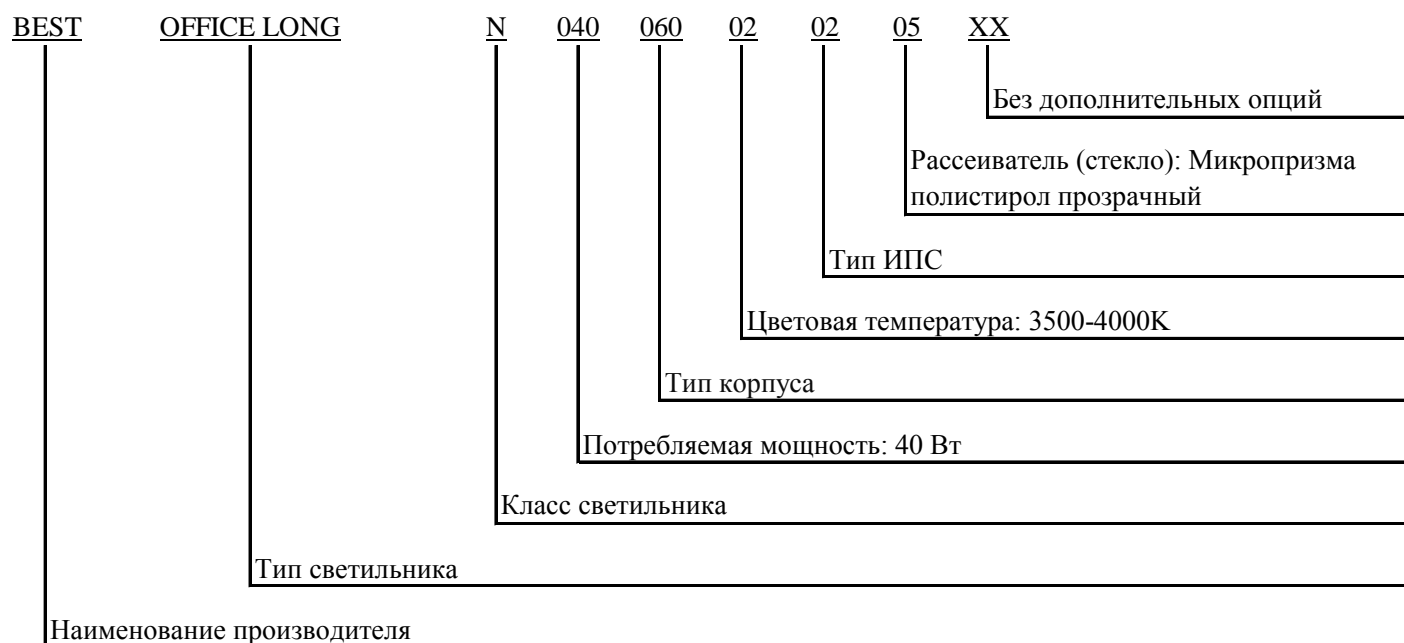 BEST OFFICE LONG N 040 060 02 02 05 XX
Без дополнительных опций
Рассеиватель (стекло): Микропризма
полистирол прозрачный
Тип ИПС
Цветовая температура: 3500-4000K
Тип корпуса
Потребляемая мощность: 40 Вт
Класс светильника
Тип светильника
Наименование производителя